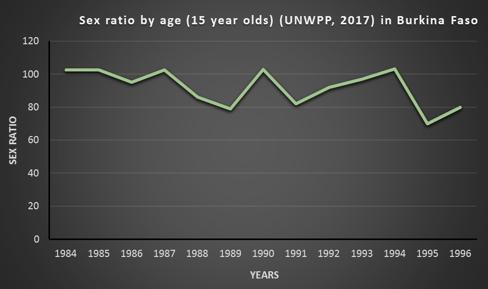 Sex ratio by age (15 year olds) (UNWPP, 2017) in Burkina Faso
120
100
80
60
40
20
0
SEX RATIO
1984 1985 1986 1987 1988 1989 1990 1991 1992 1993 1994 1995 1996
YEARS